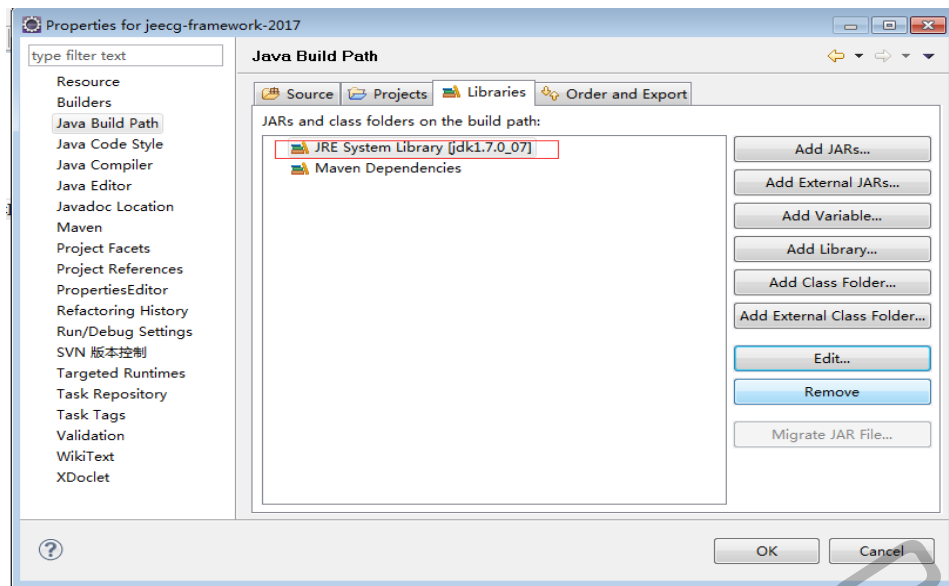 Properties for jeecg-framework-2017
type filter text
Resource
Builders
Java Build Path
Java Code Style
Java Compiler
Java Editor
Javadoc Location
Maven
Project Facets
Project References
PropertiesEditor
Refactoring History
Run/Debug Settings
SVN 版本控制
Targeted Runtimes
Task Repository
Task Tags
Validation
WikiText
XDoclet
Java Build Path
Source Projects Libraries Order and Export
JARs and class folders on the build path:
JRE System Library [jdk1.7.0_07]
Maven Dependencies
Add JARs...
Add External JARs...
Add Variable...
Add Library...
Add Class Folder...
Add External Class Folder...
Edit...
Remove
Migrate JAR File...
OK Cancel